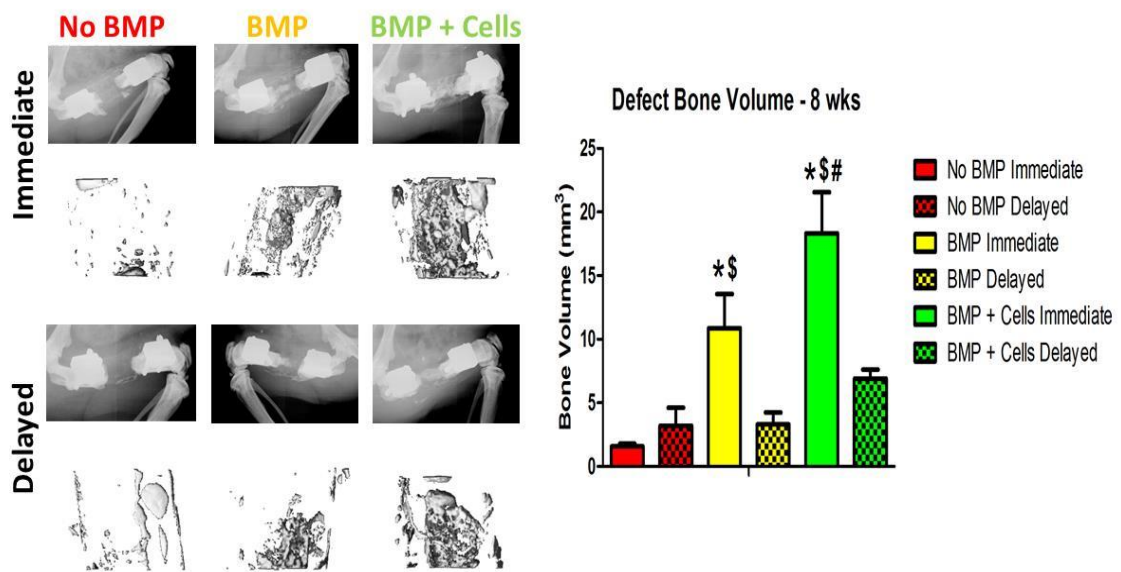 No BMP
BMP
BMP + Cells
Immediate
Delayed
Defect Bone Volume - 8 wks
Bone Volume (mm³)
25
20
15
10
5
0
*$
*$#
No BMP Immediate
No BMP Delayed
BMP Immediate
BMP Delayed
BMP + Cells Immediate
BMP + Cells Delayed